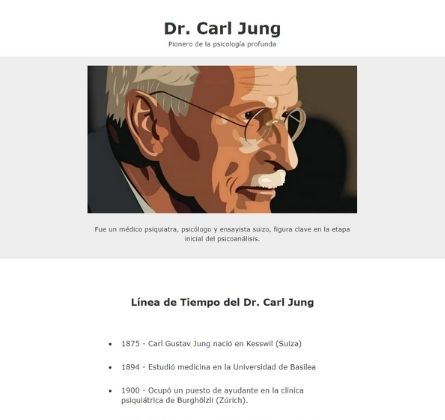 Dr. Carl Jung
Pionero de la psicología profunda
Fue un médico psiquiatra, psicólogo y ensayista suizo, figura clave en la etapa
inicial del psicoanálisis.
Línea de Tiempo del Dr. Carl Jung
• 1875 - Carl Gustav Jung nació en Kesswil (Suiza)
• 1894 - Estudió medicina en la Universidad de Basilea
• 1900 - Ocupó un puesto de ayudante en la clínica
psiquiátrica de Burghölzli (Zúrich).